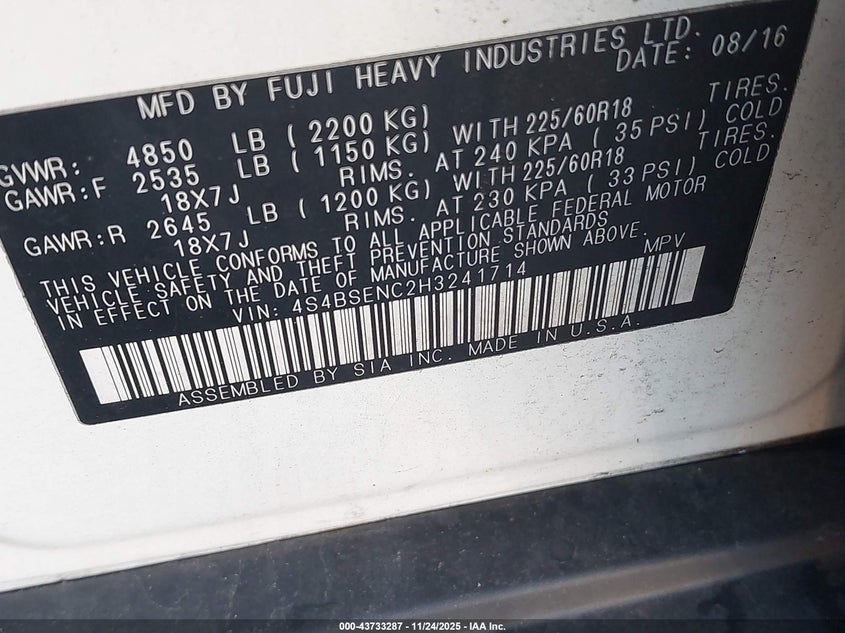 MFD BY FUJI HEAVY INDUSTRIES LTD.
DATE: 08/16
GVWR: 4850 LB ( 2200 KG)
GAWR:F 2535 LB ( 1150 KG) WITH 225/60R18 TIRES.
18X7J RIMS. AT 240 KPA ( 35 PSI) COLD
GAWR:R 2645 LB ( 1200 KG) WITH 225/60R18 TIRES.
18X7J RIMS. AT 230 KPA ( 33 PSI) COLD
THIS VEHICLE CONFORMS TO ALL APPLICABLE FEDERAL MOTOR
VEHICLE SAFETY AND THEFT PREVENTION STANDARDS
IN EFFECT ON THE DATE OF MANUFACTURE SHOWN ABOVE.
VIN: 4S4BSENC2H3241714 MPV
ASSEMBLED BY SIA INC. MADE IN U.S.A.
000-43733287 - 11/24/2025 - IAA Inc.